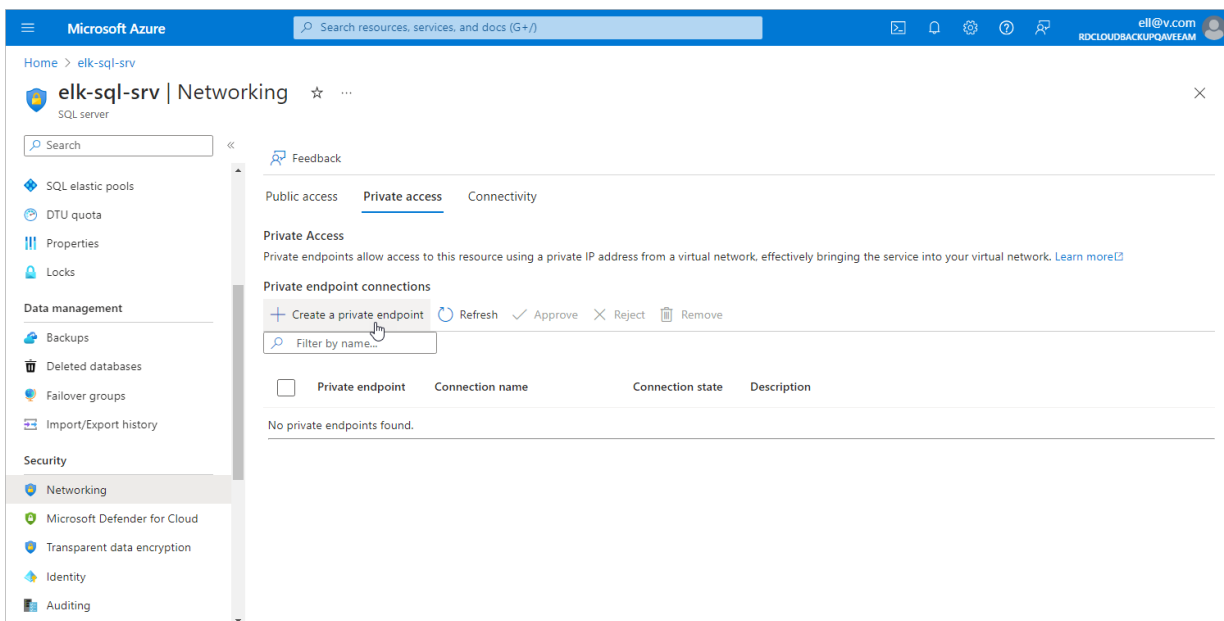 Microsoft Azure
Search resources, services, and docs (G+/)
ell@v.com
RDCLOUDBACKUPQAVEEAM
Home > elk-sql-srv
elk-sql-srv | Networking
SQL server
Search
SQL elastic pools
DTU quota
Properties
Locks
Data management
Backups
Deleted databases
Failover groups
Import/Export history
Security
Networking
Microsoft Defender for Cloud
Transparent data encryption
Identity
Auditing
Feedback
Public access Private access Connectivity
Private Access
Private endpoints allow access to this resource using a private IP address from a virtual network, effectively bringing the service into your virtual network. Learn more
Private endpoint connections
Create a private endpoint Refresh Approve Reject Remove
Filter by name...
Private endpoint Connection name Connection state Description
No private endpoints found.